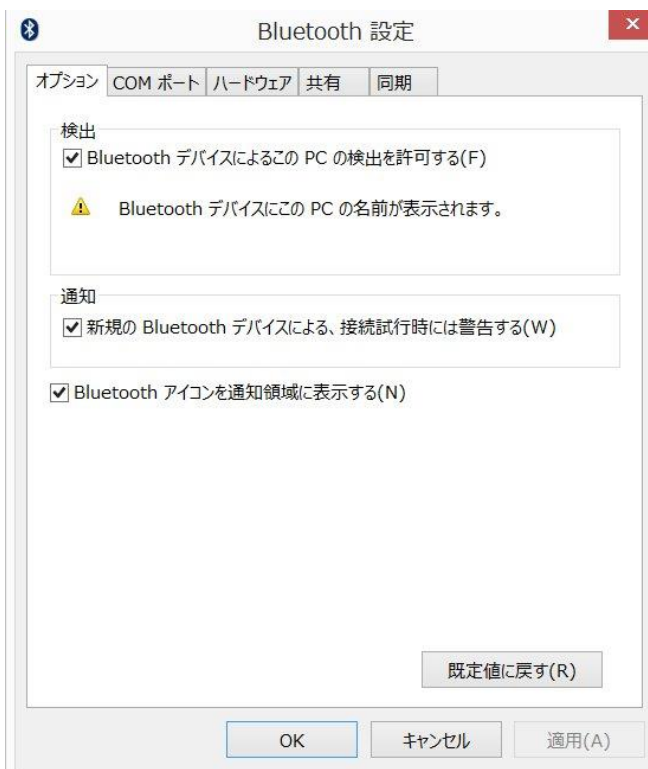 Bluetooth 設定
オプション COM ポート ハードウェア 共有 同期
検出
Bluetooth デバイスによるこの PC の検出を許可する(F)
Bluetooth デバイスにこの PC の名前が表示されます。
通知
新規の Bluetooth デバイスによる、接続試行時には警告する(W)
Bluetooth アイコンを通知領域に表示する(N)
既定値に戻す(R)
OK キャンセル 適用(A)